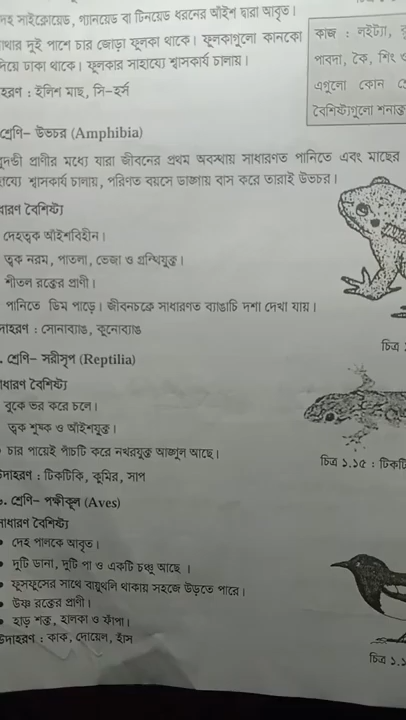 দেহ সাইক্লোয়েড, গ্যানয়েড বা টিনয়েড ধরনের আঁইশ দ্বারা আবৃত।
মাথার দুই পাশে চার জোড়া ফুলকা থাকে। ফুলকাগুলো কানকো
দিয়ে ঢাকা থাকে। ফুলকার সাহায্যে শ্বাসকার্য চালায়।
হরণ : ইলিশ মাছ, সি-হর্স
কাজ : লইট্যা,
পাবদা, কৈ, শিং
এগুলো কোন
বৈশিষ্ট্যগুলো শনাক্ত
শ্রেণি– উভচর (Amphibia)
রুদণ্ডী প্রাণীর মধ্যে যারা জীবনের প্রথম অবস্থায় সাধারণত পানিতে এবং মাছের
হায্যে শ্বাসকার্য চালায়, পরিণত বয়সে ডাঙ্গায় বাস করে তারাই উভচর।
ধারণ বৈশিষ্ট্য
দেহত্বক আঁইশবিহীন।
ত্বক নরম, পাতলা, ভেজা ও গ্রন্থিযুক্ত।
শীতল রক্তের প্রাণী।
পানিতে ডিম পাড়ে। জীবনচক্রে সাধারণত ব্যাঙাচি দশা দেখা যায়।
দাহরণ : সোনাব্যাঙ, কুনোব্যাঙ
চিত্র
. শ্রেণি– সরীসৃপ (Reptilia)
ধারণ বৈশিষ্ট্য
বুকে ভর করে চলে।
ত্বক শুষ্ক ও আঁইশযুক্ত।
• চার পায়েই পাঁচটি করে নখরযুক্ত আঙ্গুল আছে।
উদাহরণ : টিকটিকি, কুমির, সাপ
চিত্র ১.১৫ : টিকটি
৬. শ্রেণি– পক্ষীকূল (Aves)
সাধারণ বৈশিষ্ট্য
• দেহ পালকে আবৃত।
• দুটি ডানা, দুটি পা ও একটি চঞ্চু আছে ।
• ফুসফুসের সাথে বায়ুথলি থাকায় সহজে উড়তে পারে।
• উষ্ণ রক্তের প্রাণী।
• হাড় শক্ত, হালকা ও ফাঁপা।
উদাহরণ : কাক, দোয়েল, হাঁস
চিত্র ১.১